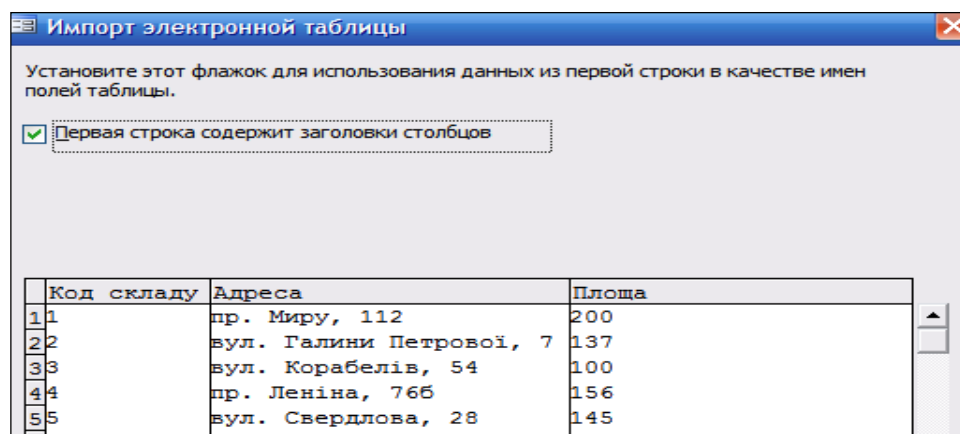 Импорт электронной таблицы
Установите этот флажок для использования данных из первой строки в качестве имен
полей таблицы.
Первая строка содержит заголовки столбцов
Код складу Адреса Площа
1 1 пр. Миру, 112 200
2 2 вул. Галини Петрової, 7 137
3 3 вул. Корабелів, 54 100
4 4 пр. Леніна, 76б 156
5 5 вул. Свердлова, 28 145